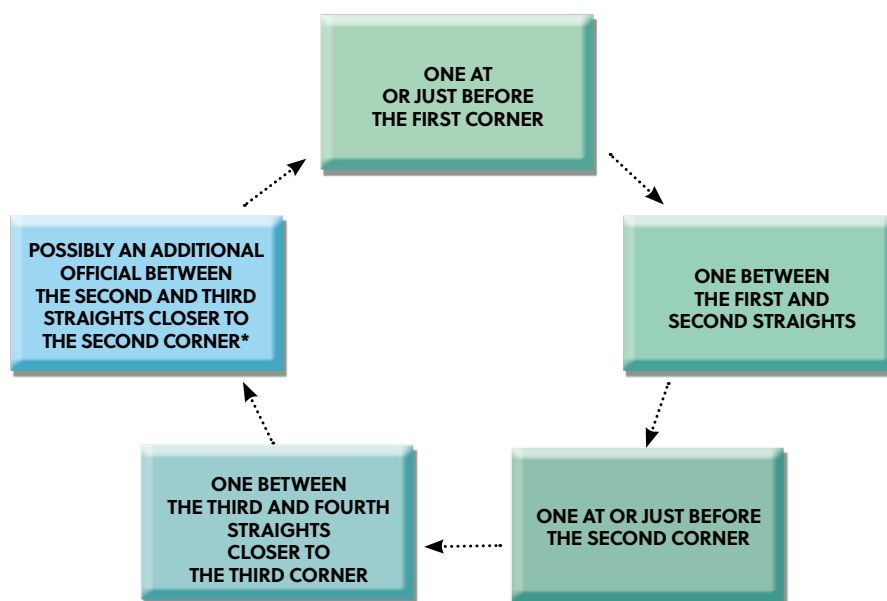 ONE AT
OR JUST BEFORE
THE FIRST CORNER
ONE BETWEEN
THE FIRST AND
SECOND STRAIGHTS
ONE AT OR JUST BEFORE
THE SECOND CORNER
ONE BETWEEN
THE THIRD AND FOURTH
STRAIGHTS
CLOSER TO
THE THIRD CORNER
POSSIBLY AN ADDITIONAL
OFFICIAL BETWEEN
THE SECOND AND THIRD
STRAIGHTS CLOSER TO
THE SECOND CORNER*